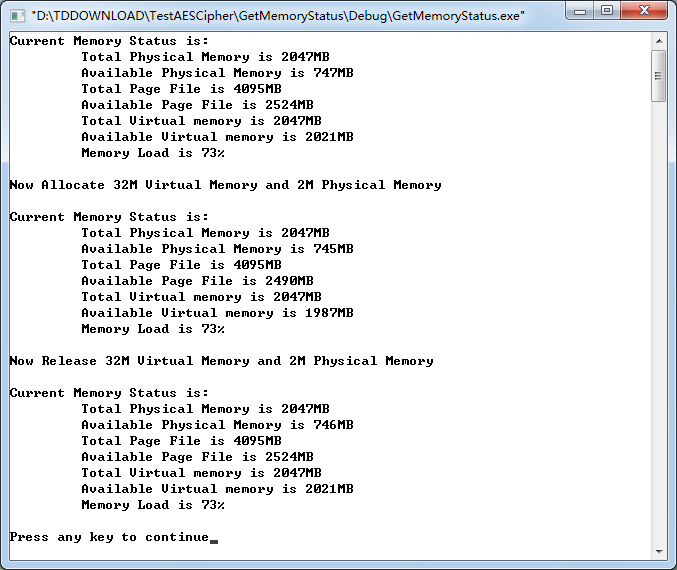 "D:\TDDOWNLOAD\TestAESCipher\GetMemoryStatus\Debug\GetMemoryStatus.exe"
Current Memory Status is:
Total Physical Memory is 2047MB
Available Physical Memory is 747MB
Total Page File is 4095MB
Available Page File is 2524MB
Total Virtual memory is 2047MB
Available Virtual memory is 2021MB
Memory Load is 73%
Now Allocate 32M Virtual Memory and 2M Physical Memory
Current Memory Status is:
Total Physical Memory is 2047MB
Available Physical Memory is 745MB
Total Page File is 4095MB
Available Page File is 2490MB
Total Virtual memory is 2047MB
Available Virtual memory is 1987MB
Memory Load is 73%
Now Release 32M Virtual Memory and 2M Physical Memory
Current Memory Status is:
Total Physical Memory is 2047MB
Available Physical Memory is 746MB
Total Page File is 4095MB
Available Page File is 2524MB
Total Virtual memory is 2047MB
Available Virtual memory is 2021MB
Memory Load is 73%
Press any key to continue